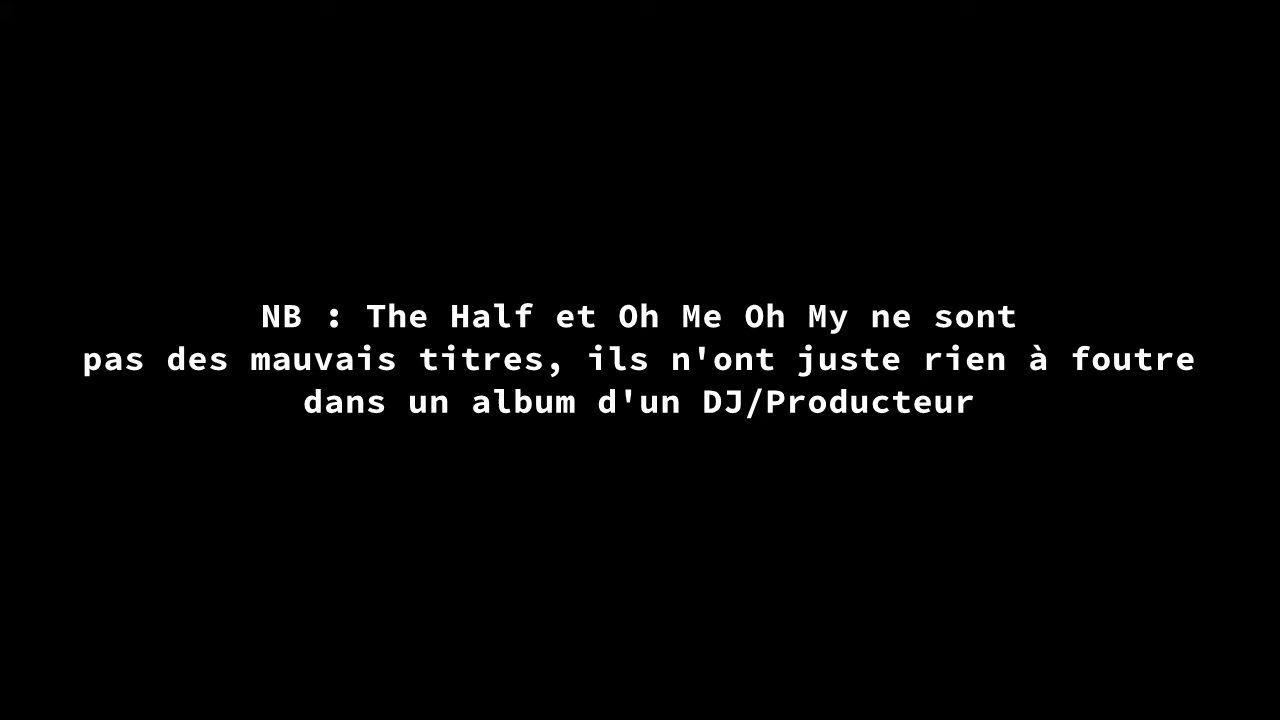 NB : The Half et Oh Me Oh My ne sont
pas des mauvais titres, ils n'ont juste rien à foutre
dans un album d'un DJ/Producteur